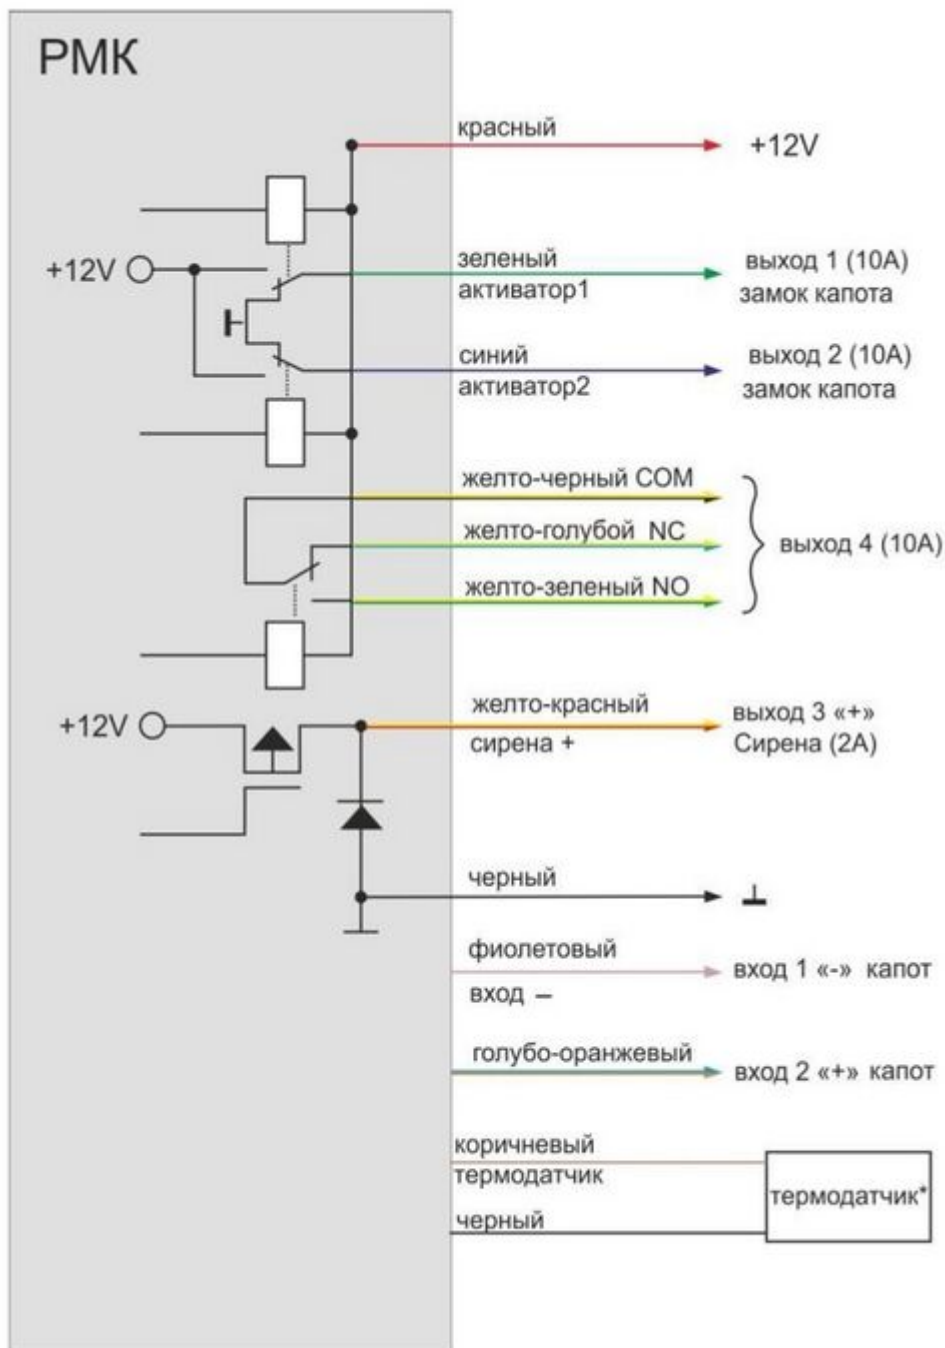 РМК
красный
+12V
+12V
зеленый
активатор1
выход 1 (10А)
замок капота
синий
активатор2
выход 2 (10А)
замок капота
желто-черный COM
желто-голубой NC
желто-зеленый NO
выход 4 (10А)
+12V
желто-красный
сирена +
выход 3 «+»
Сирена (2А)
черный
фиолетовый
вход –
вход 1 «-» капот
голубо-оранжевый
вход 2 «+» капот
коричневый
термодатчик
черный
термодатчик*